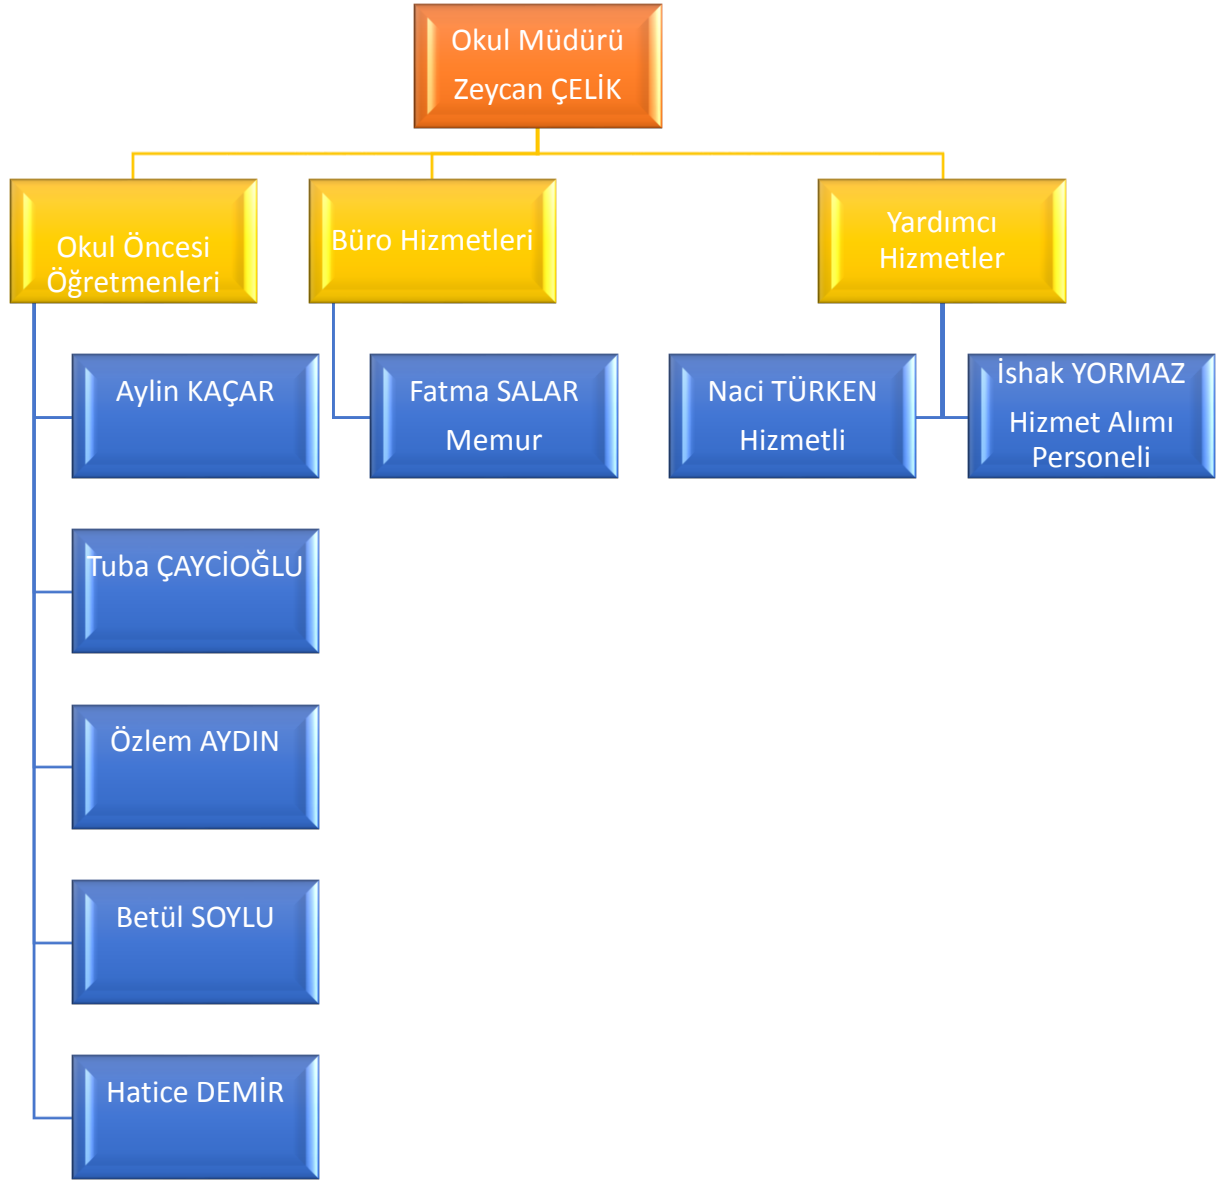 Okul Müdürü
Zeycan ÇELİK
Okul Öncesi
Öğretmenleri
Büro Hizmetleri
Yardımcı
Hizmetler
Aylin KAÇAR
Fatma SALAR
Memur
Naci TÜRKEN
Hizmetli
İshak YORMAZ
Hizmet Alımı
Personeli
Tuba ÇAYCİOĞLU
Özlem AYDIN
Betül SOYLU
Hatice DEMİR